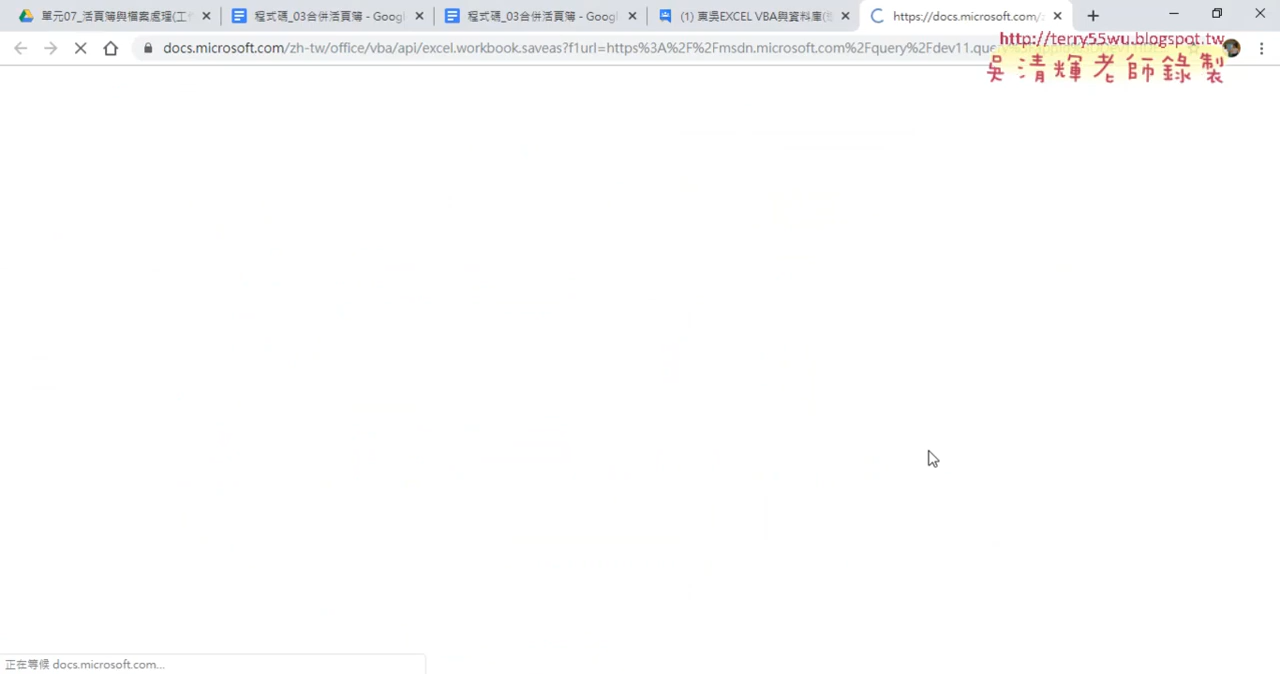 單元07_活頁簿與檔案處理(工作
程式碼_03合併活頁簿 - Googl
程式碼_03合併活頁簿 - Googl
(1) 東吳EXCEL VBA與資料庫(
https://docs.microsoft.com/
docs.microsoft.com/zh-tw/office/vba/api/excel.workbook.saveas?f1url=https%3A%2F%2Fmsdn.microsoft.com%2Fquery%2Fdev11.que
http://terry55wu.blogspot.tw
吳清輝老師錄製
正在等候 docs.microsoft.com...